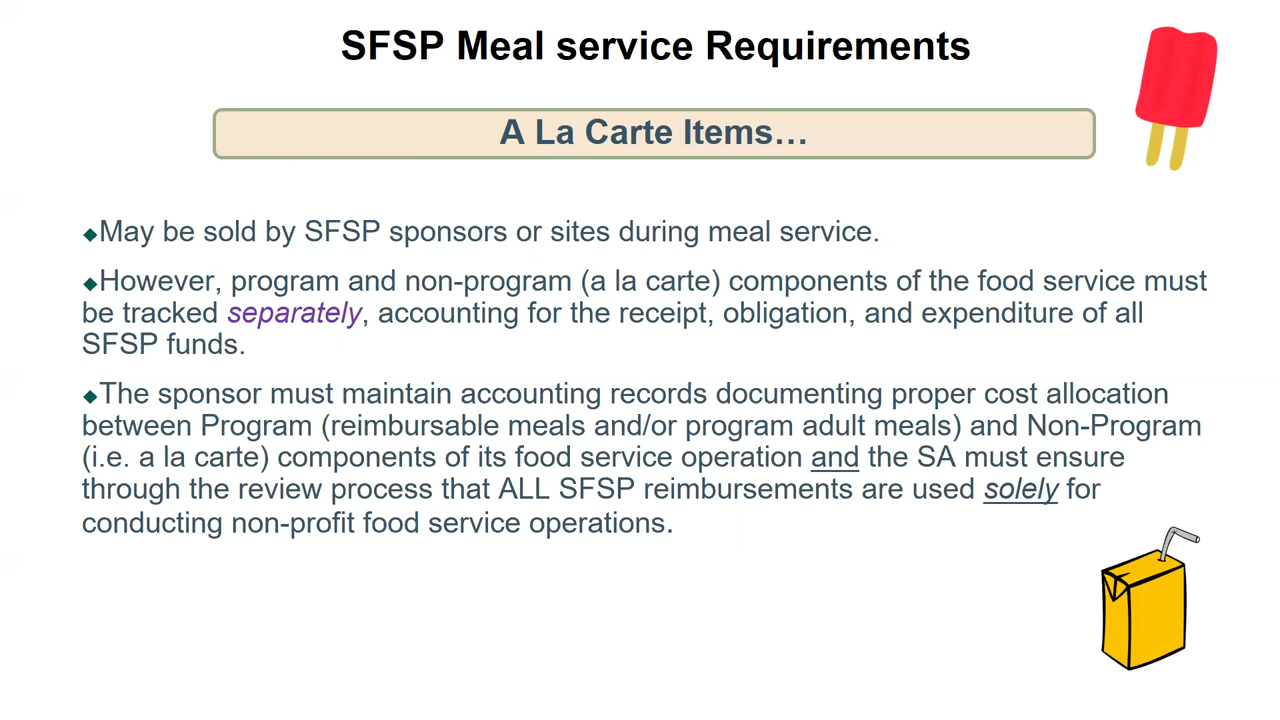 SFSP Meal service Requirements
A La Carte Items…
◆May be sold by SFSP sponsors or sites during meal service.
◆However, program and non-program (a la carte) components of the food service must
be tracked separately, accounting for the receipt, obligation, and expenditure of all
SFSP funds.
◆The sponsor must maintain accounting records documenting proper cost allocation
between Program (reimbursable meals and/or program adult meals) and Non-Program
(i.e. a la carte) components of its food service operation and the SA must ensure
through the review process that ALL SFSP reimbursements are used solely for
conducting non-profit food service operations.